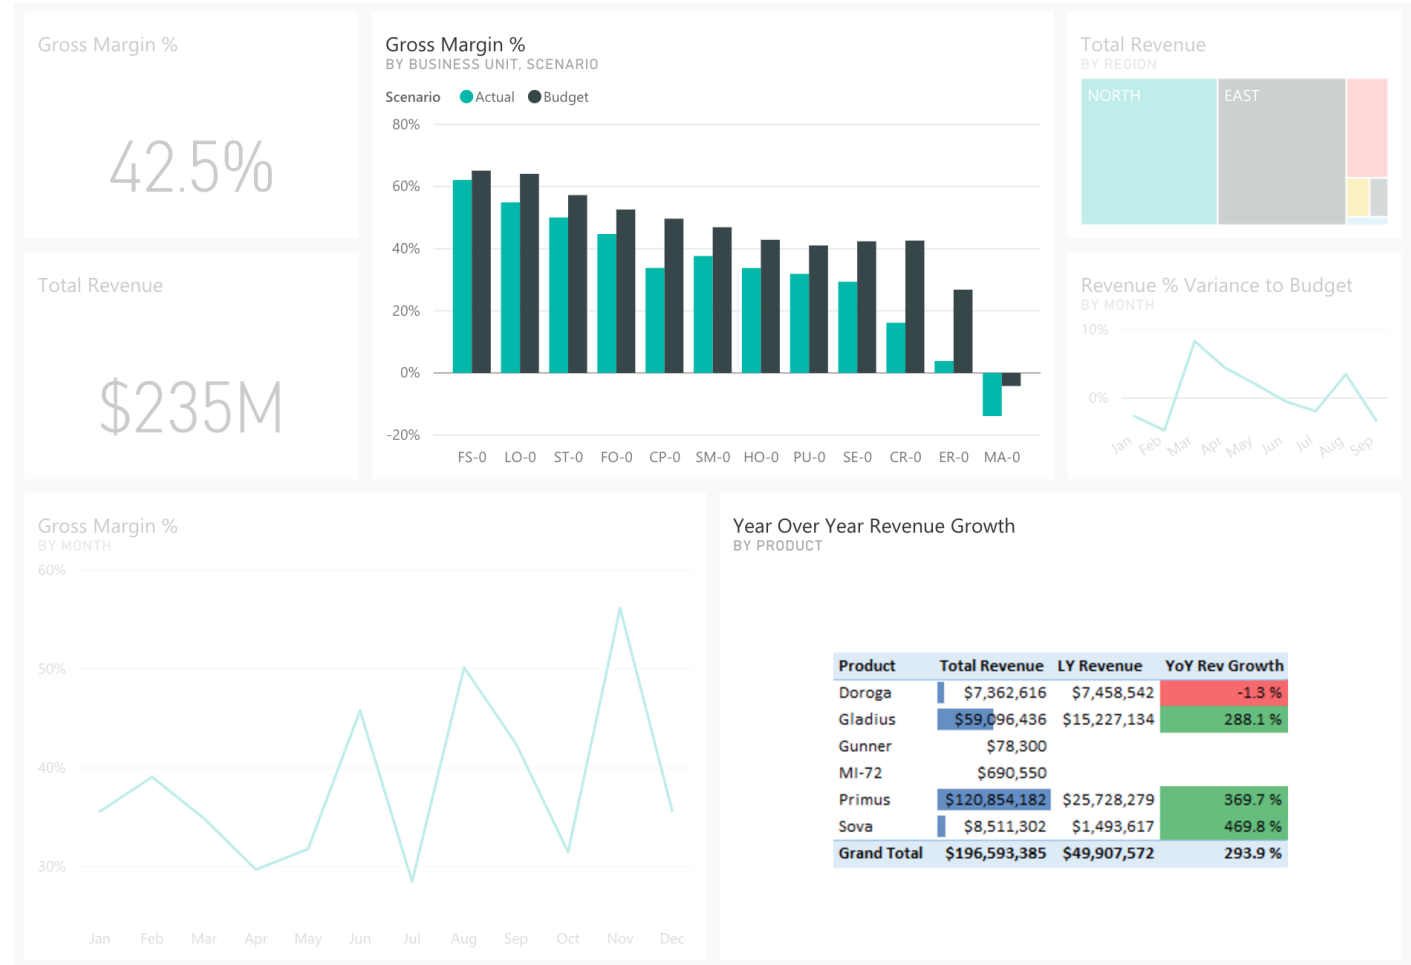 Gross Margin %
42.5%
Total Revenue
$235M
Gross Margin %
BY BUSINESS UNIT, SCENARIO
Scenario Actual Budget
80%
60%
40%
20%
0%
-20%
FS-0 LO-0 ST-0 FO-0 CP-0 SM-0 HO-0 PU-0 SE-0 CR-0 ER-0 MA-0
Total Revenue
BY REGION
NORTH EAST
Revenue % Variance to Budget
BY MONTH
10%
0%
Jan Feb Mar Apr May Jun Jul Aug Sep
Gross Margin %
BY MONTH
60%
50%
40%
30%
Jan Feb Mar Apr May Jun Jul Aug Sep Oct Nov Dec
Year Over Year Revenue Growth
BY PRODUCT
Product Total Revenue LY Revenue YoY Rev Growth
Doroga $7,362,616 $7,458,542 -1.3 %
Gladius $59,096,436 $15,227,134 288.1 %
Gunner $78,300
MI-72 $690,550
Primus $120,854,182 $25,728,279 369.7 %
Sova $8,511,302 $1,493,617 469.8 %
Grand Total $196,593,385 $49,907,572 293.9 %